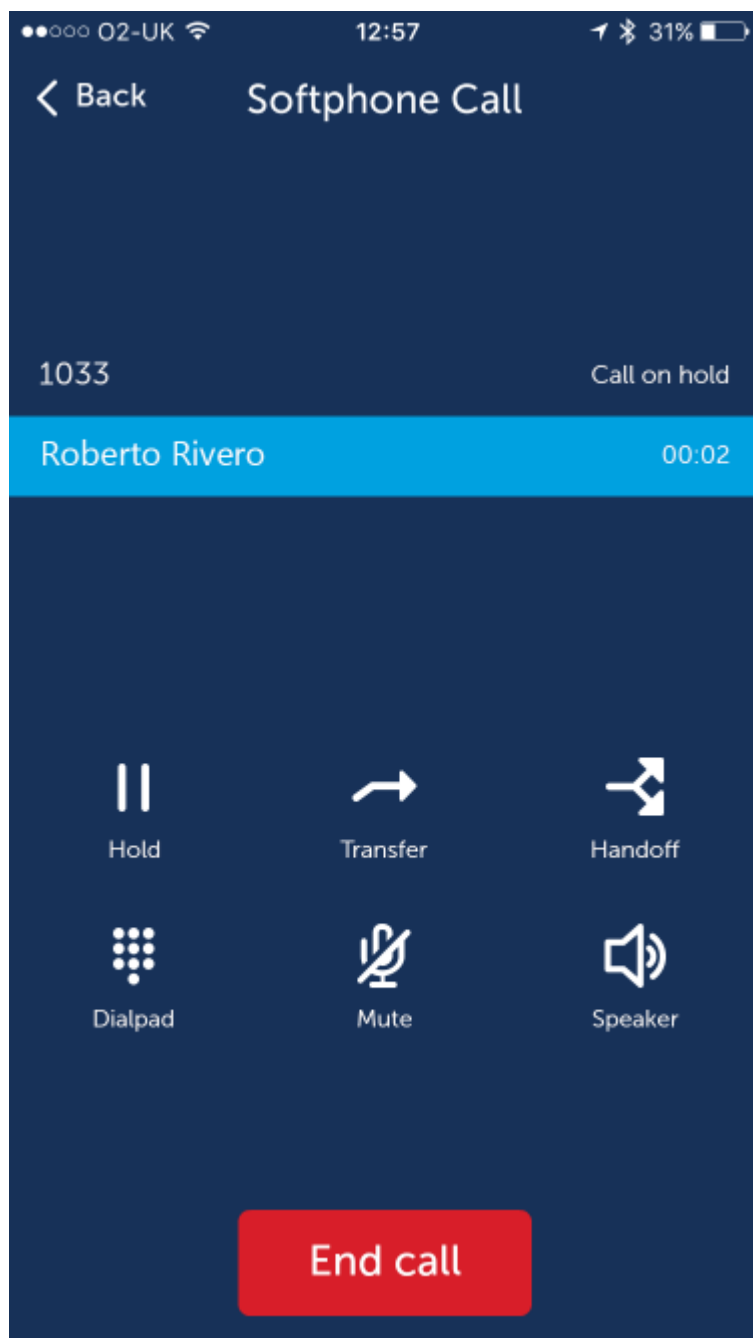 O2-UK 12:57 31%
Back Softphone Call
1033 Call on hold
Roberto Rivero 00:02
Hold Transfer Handoff
Dialpad Mute Speaker
End call